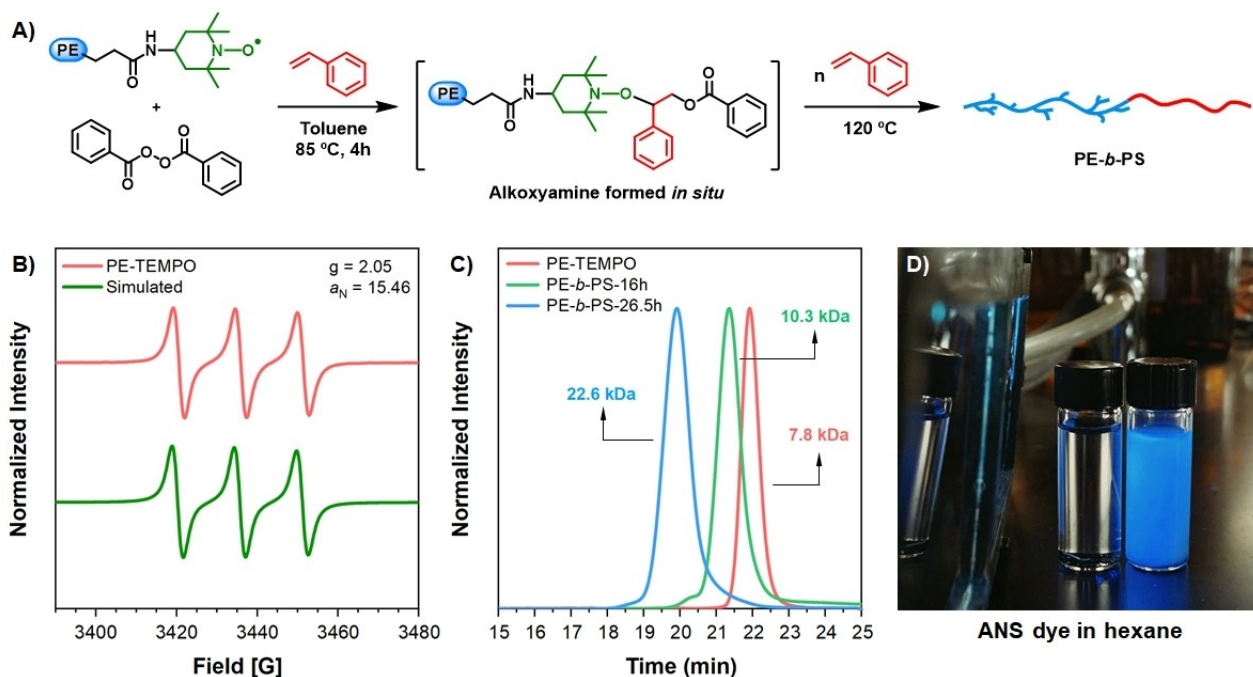 A)
PE
H
N
O
N
O•
+
O
O
O
O
Toluene
85 ºC, 4h
PE
H
N
O
N
O
O
O
Alkoxyamine formed in situ
n
120 ºC
PE-b-PS
B)
PE-TEMPO
Simulated
g = 2.05
aN = 15.46
Normalized Intensity
3400
3420
3440
3460
3480
Field [G]
C)
PE-TEMPO
PE-b-PS-16h
PE-b-PS-26.5h
10.3 kDa
22.6 kDa
7.8 kDa
Normalized Intensity
15
16
17
18
19
20
21
22
23
24
25
Time (min)
D)
ANS dye in hexane